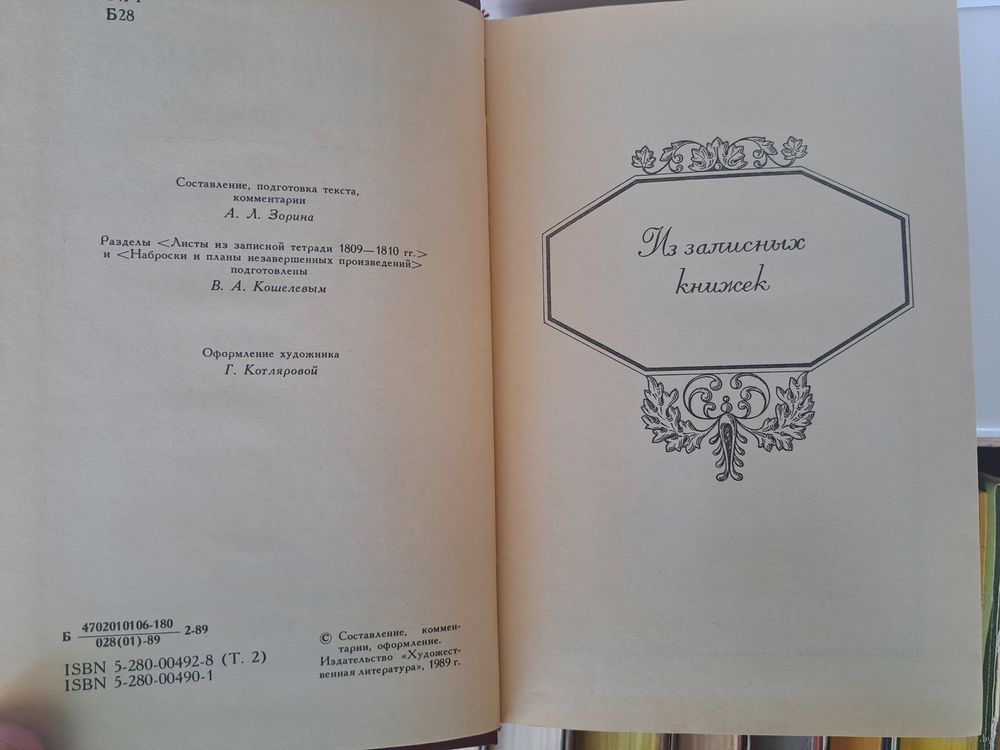 Б28
Составление, подготовка текста,
комментарии
А. Л. Зорина
Разделы <Листы из записной тетради 1809—1810 гг.>
и <Наброски и планы незавершенных произведений>
подготовлены
В. А. Кошелевым
Оформление художника
Г. Котляровой
Б 4702010106-180 2-89
028(01)-89
ISBN 5-280-00492-8 (Т. 2)
ISBN 5-280-00490-1
© Составление, коммен-
тарии, оформление.
Издательство «Художест-
венная литература», 1989 г.
Из записных
книжек